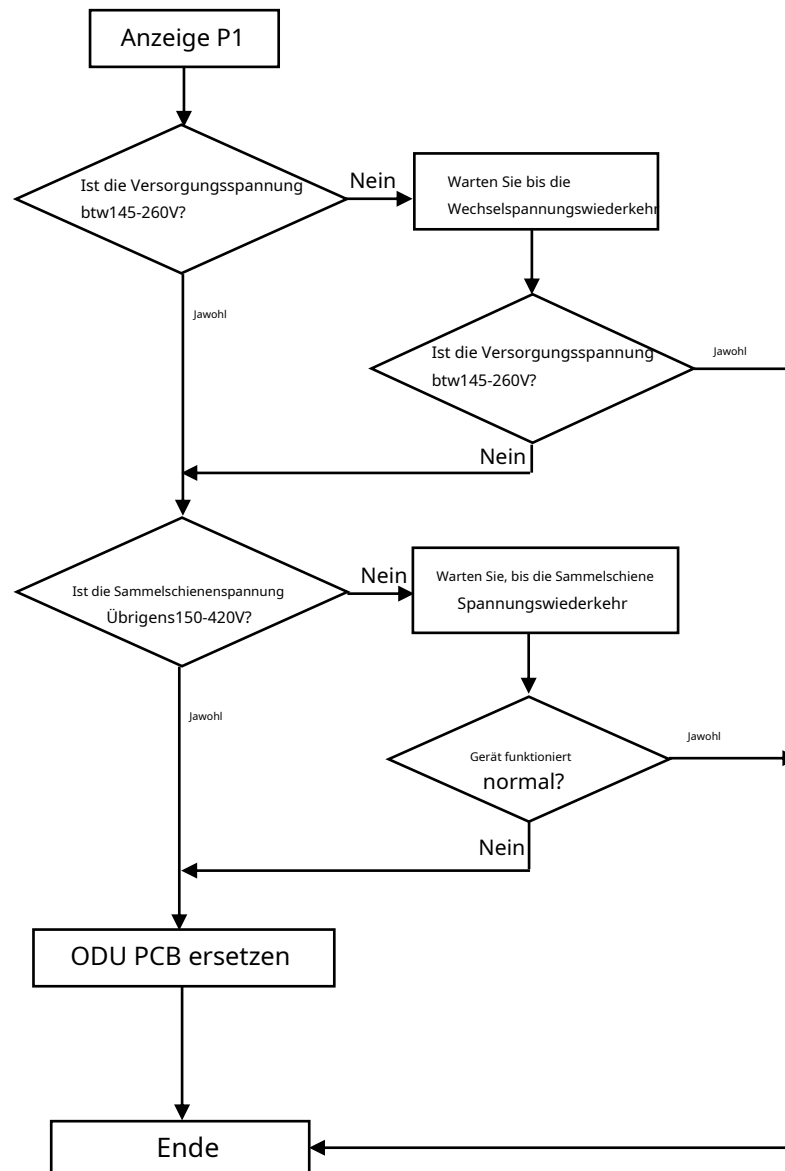 Anzeige P1
Ist die Versorgungsspannung
btw145-260V?
Nein
Warten Sie bis die
Wechselspannungswiederkehr
Jawohl
Ist die Versorgungsspannung
btw145-260V?
Jawohl
Nein
Ist die Sammelschienenspannung
Übrigens150-420V?
Nein
Warten Sie, bis die Sammelschiene
Spannungswiederkehr
Jawohl
Gerät funktioniert
normal?
Jawohl
Nein
ODU PCB ersetzen
Ende